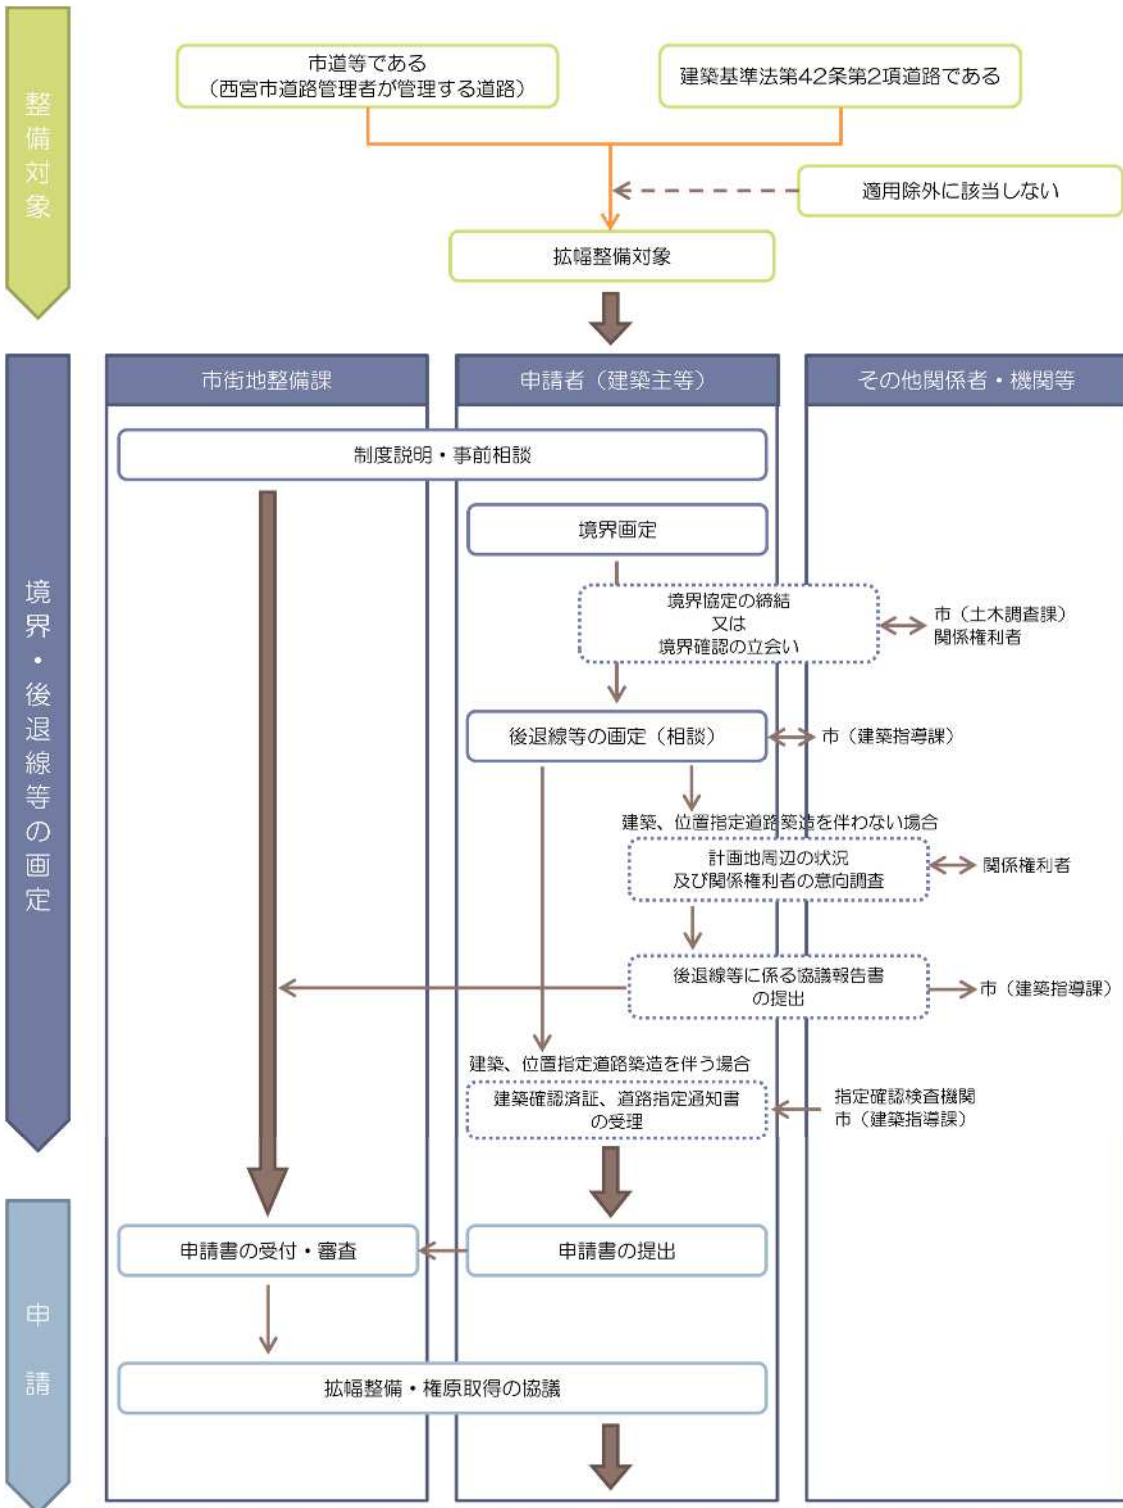 整備対象
市道等である
（西宮市道路管理者が管理する道路）
建築基準法第42条第2項道路である
適用除外に該当しない
拡幅整備対象
境界・後退線等の画定
市街地整備課
申請者（建築主等）
その他関係者・機関等
制度説明・事前相談
境界画定
境界協定の締結
又は
境界確認の立会い
市（土木調査課）
関係権利者
後退線等の画定（相談）
市（建築指導課）
建築、位置指定道路築造を伴わない場合
計画地周辺の状況
及び関係権利者の意向調査
関係権利者
後退線等に係る協議報告書
の提出
市（建築指導課）
建築、位置指定道路築造を伴う場合
建築確認済証、道路指定通知書
の受理
指定確認検査機関
市（建築指導課）
申請
申請書の受付・審査
申請書の提出
拡幅整備・権原取得の協議